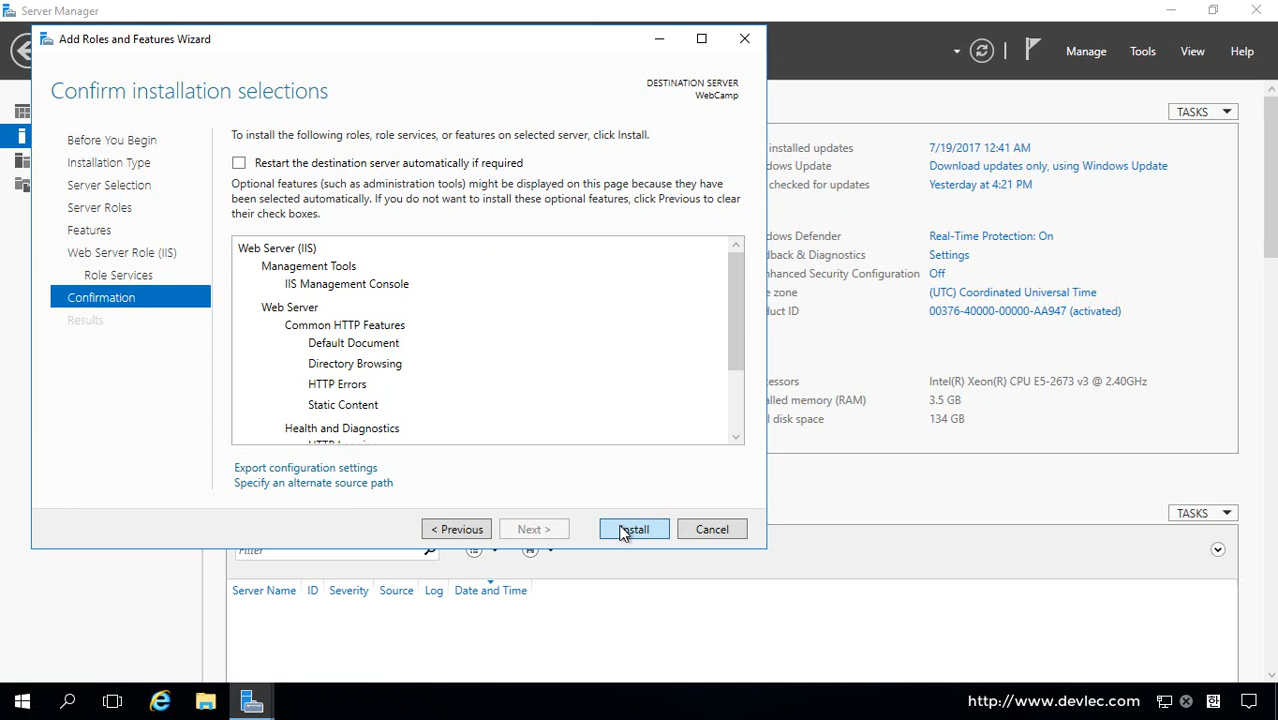 Server Manager
Add Roles and Features Wizard
Manage
Tools
View
Help
Confirm installation selections
DESTINATION SERVER
WebCamp
Before You Begin
Installation Type
Server Selection
Server Roles
Features
Web Server Role (IIS)
Role Services
Confirmation
Results
To install the following roles, role services, or features on selected server, click Install.
Restart the destination server automatically if required
Optional features (such as administration tools) might be displayed on this page because they have
been selected automatically. If you do not want to install these optional features, click Previous to clear
their check boxes.
Web Server (IIS)
Management Tools
IIS Management Console
Web Server
Common HTTP Features
Default Document
Directory Browsing
HTTP Errors
Static Content
Health and Diagnostics
Export configuration settings
Specify an alternate source path
< Previous
Next >
Install
Cancel
TASKS
installed updates 7/19/2017 12:41 AM
dows Update Download updates only, using Windows Update
checked for updates Yesterday at 4:21 PM
dows Defender Real-Time Protection: On
dback & Diagnostics Settings
nhanced Security Configuration Off
e zone (UTC) Coordinated Universal Time
duct ID 00376-40000-00000-AA947 (activated)
cessors Intel(R) Xeon(R) CPU E5-2673 v3 @ 2.40GHz
alled memory (RAM) 3.5 GB
l disk space 134 GB
TASKS
Filter
Server Name ID Severity Source Log Date and Time
http://www.devlec.com
한